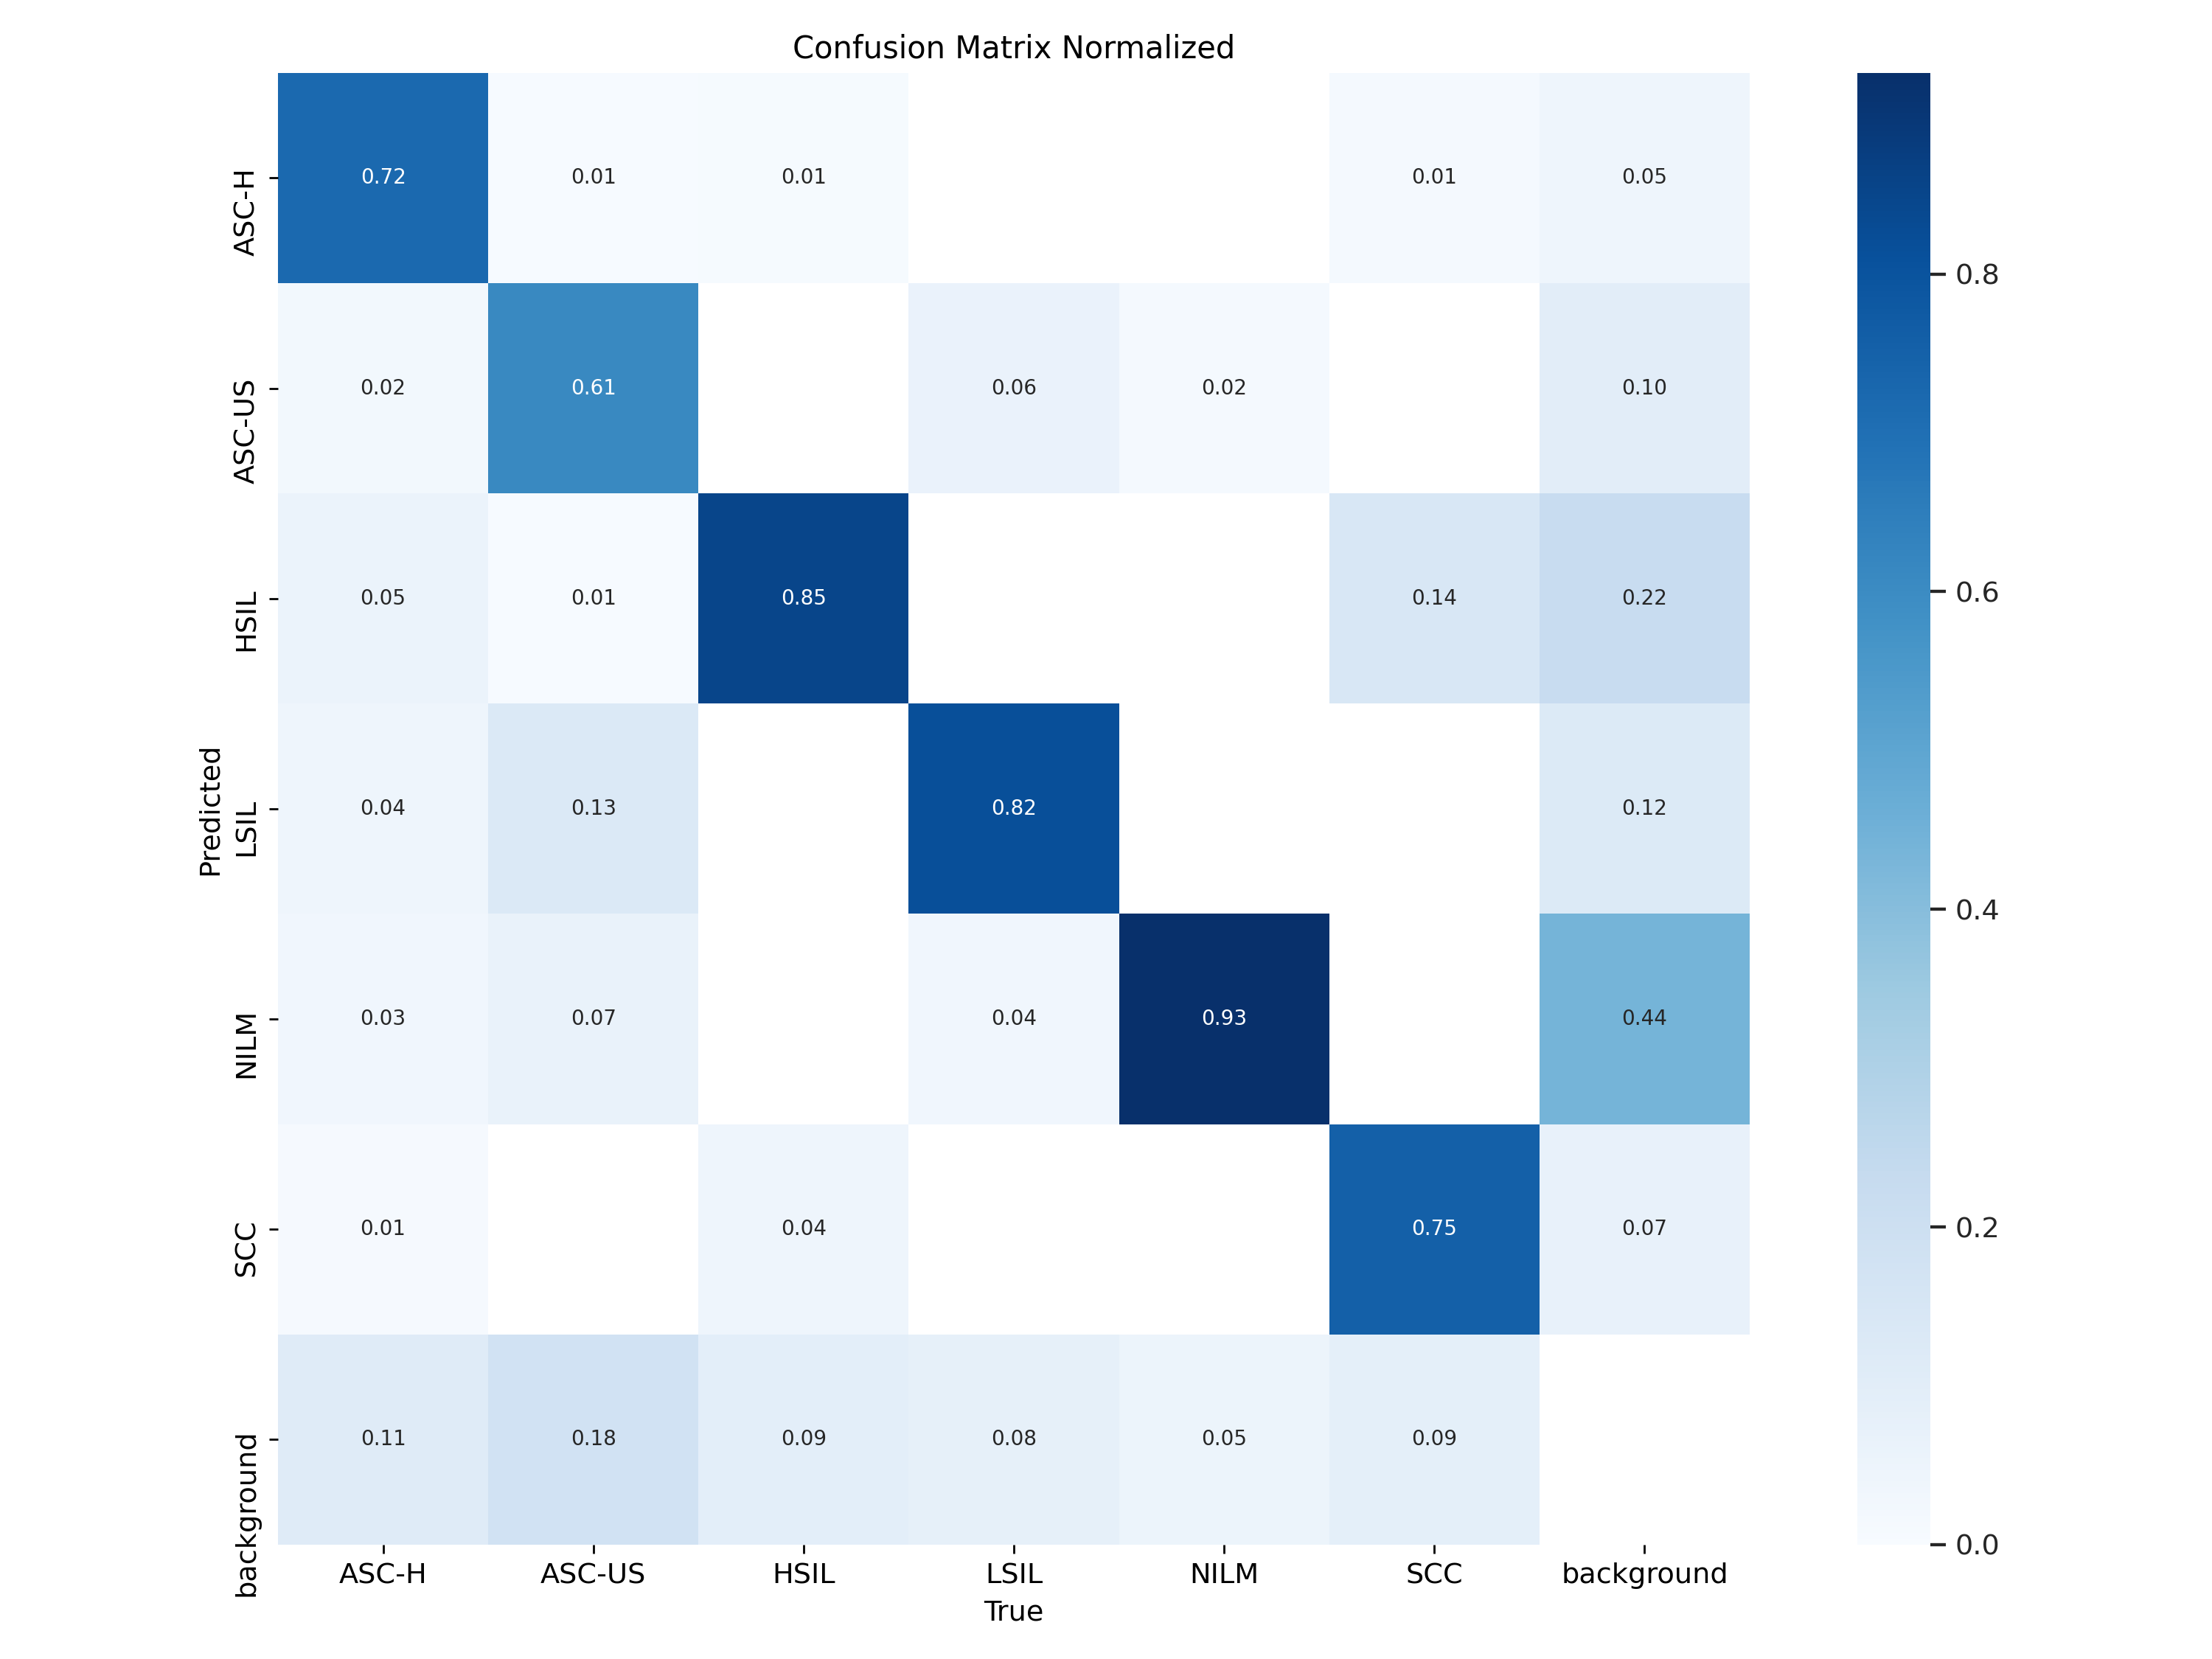 Confusion Matrix Normalized
ASC-H 0.72 0.01 0.01 0.01 0.05
ASC-US 0.02 0.61 0.06 0.02 0.10
HSIL 0.05 0.01 0.85 0.14 0.22
LSIL 0.04 0.13 0.82 0.12
NILM 0.03 0.07 0.04 0.93 0.44
SCC 0.01 0.04 0.75 0.07
background 0.11 0.18 0.09 0.08 0.05 0.09
Predicted
ASC-H ASC-US HSIL LSIL NILM SCC background
True
0.8
0.6
0.4
0.2
0.0